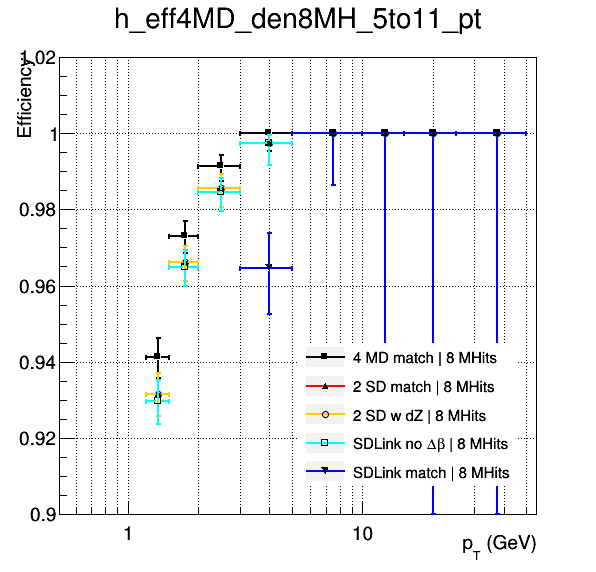 h_eff4MD_den8MH_5to11_pt
1.02
Efficiency
1
0.98
0.96
0.94
0.92
0.9
4 MD match | 8 MHits
2 SD match | 8 MHits
2 SD w dZ | 8 MHits
SDLink no Δβ | 8 MHits
SDLink match | 8 MHits
1
10
p_T (GeV)